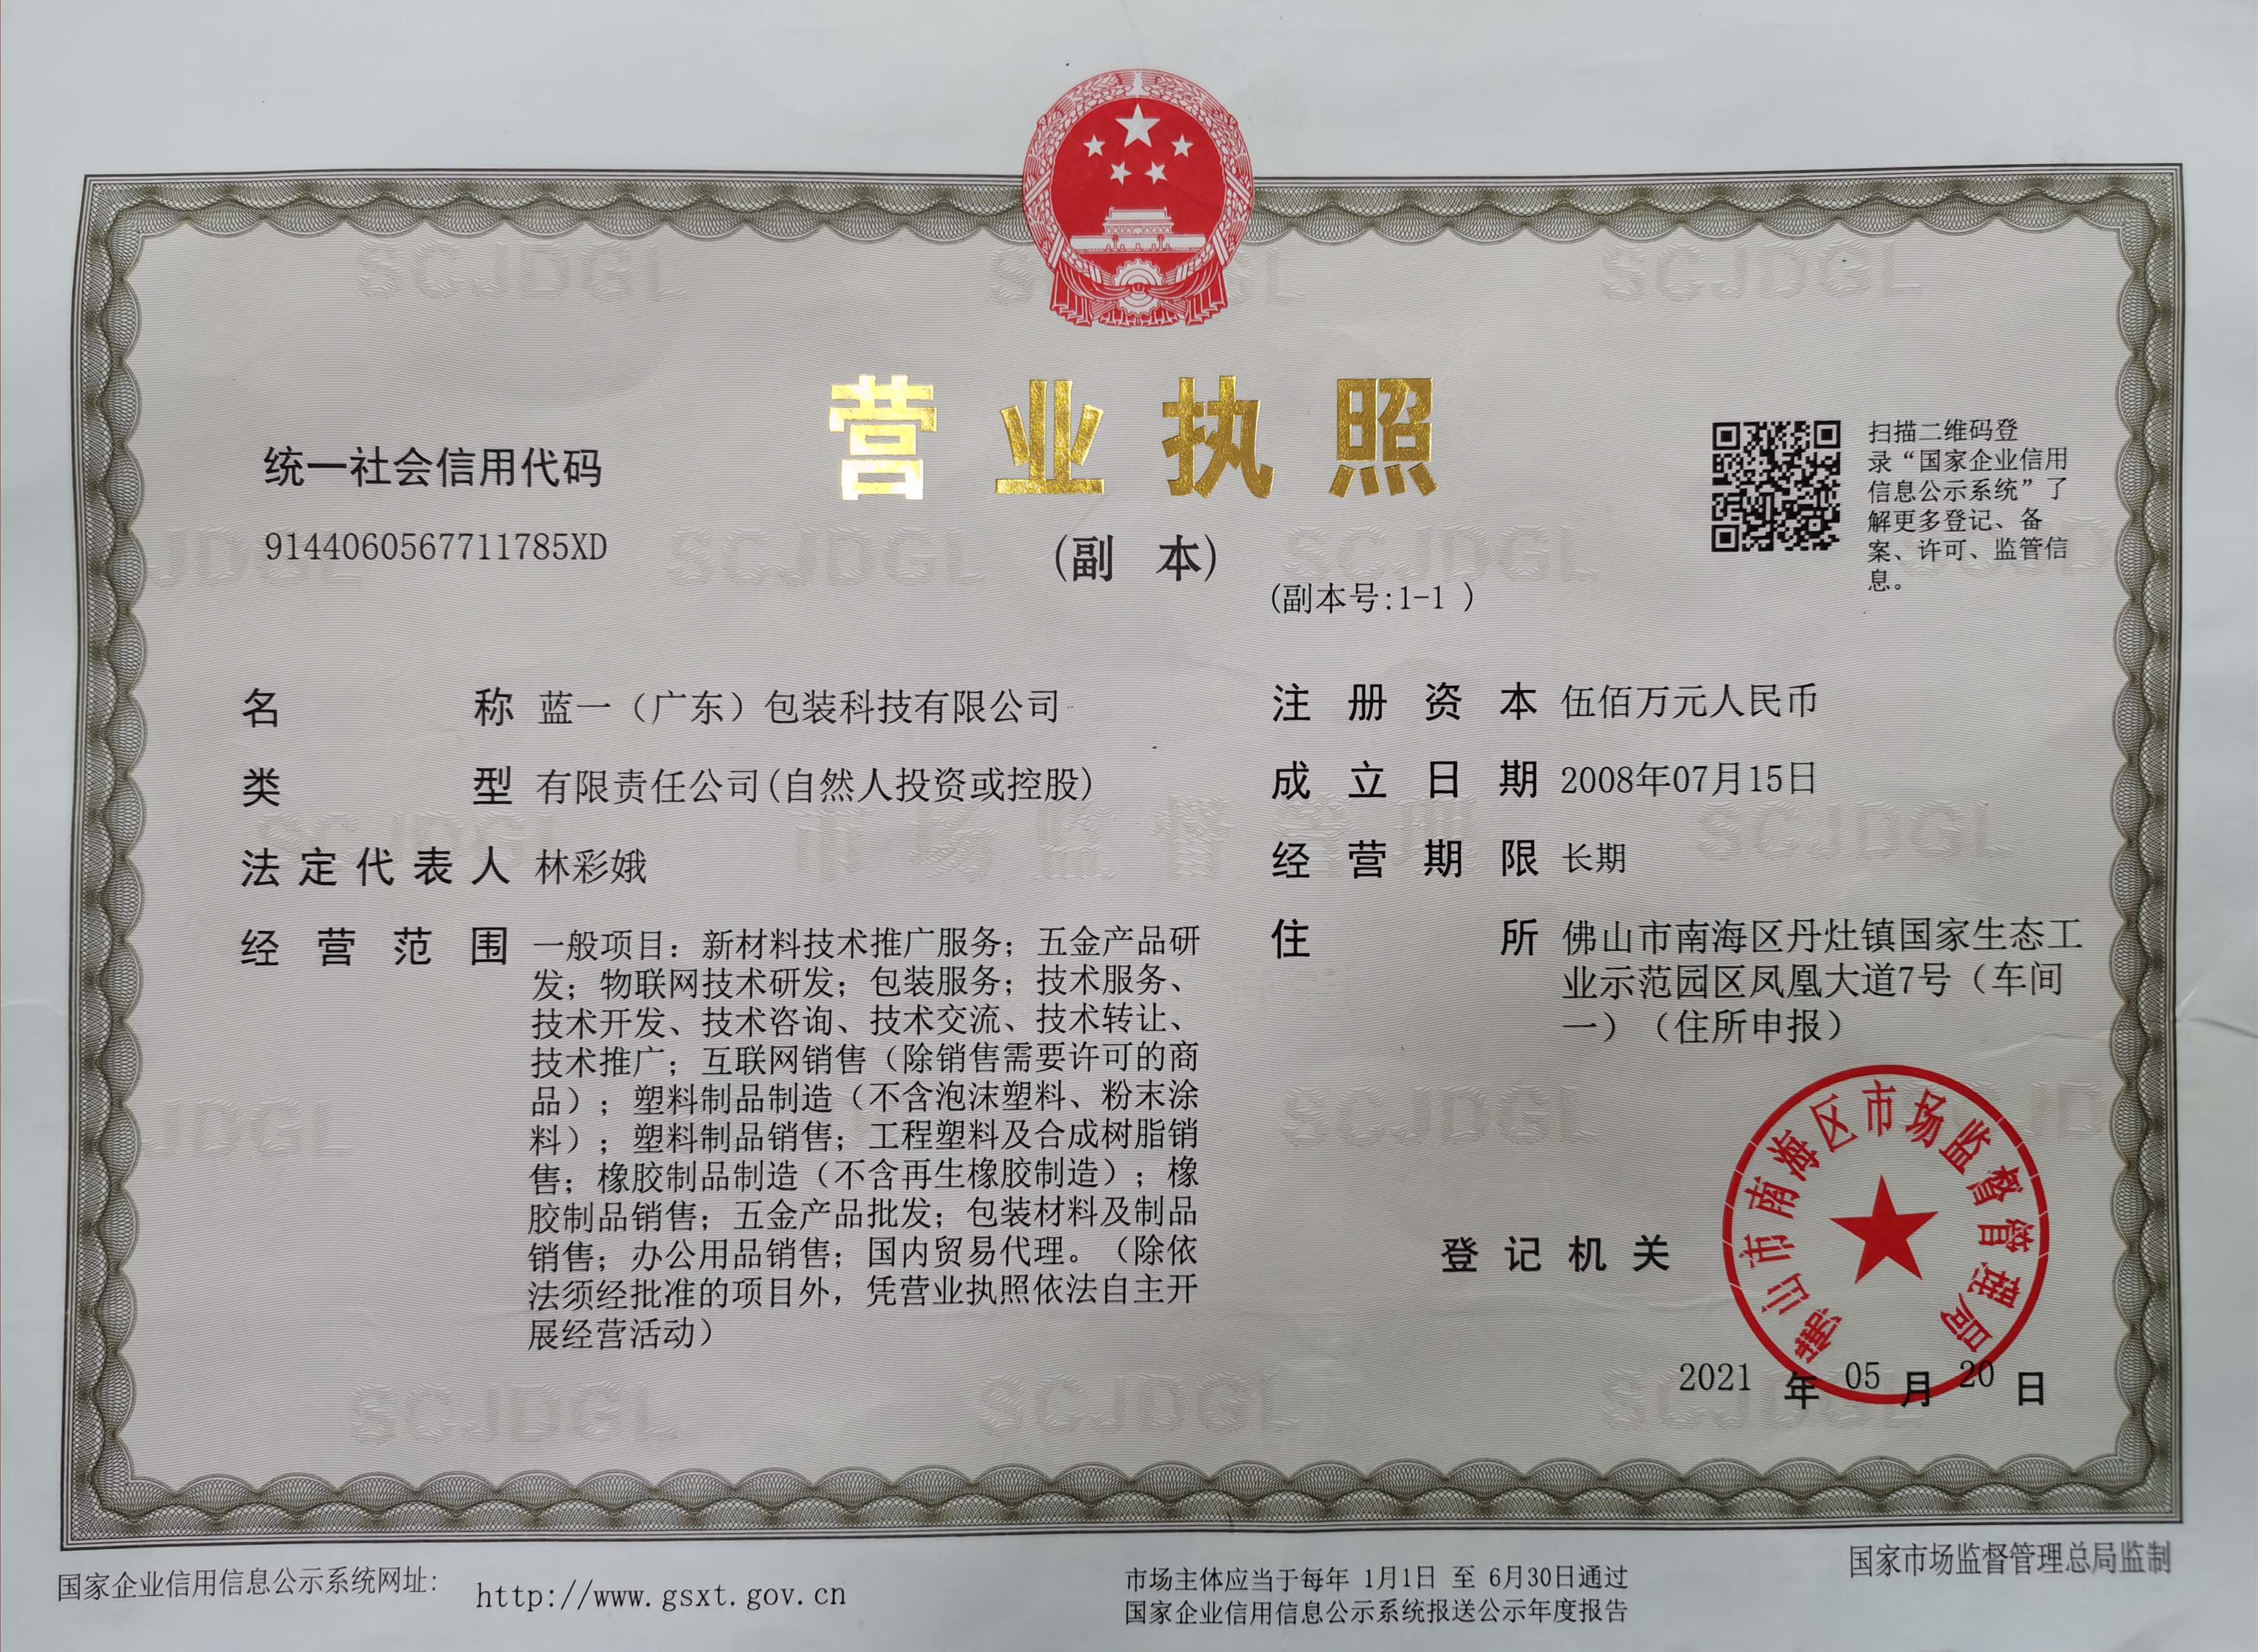 营业执照
(副 本)
(副本号:1-1 )
统一社会信用代码
9144060567711785XD
扫描二维码登
录“国家企业信用
信息公示系统”了
解更多登记、备
案、许可、监管信
息。
名 称 蓝一（广东）包装科技有限公司
类 型 有限责任公司(自然人投资或控股)
法定代表人 林彩娥
经营范围 一般项目：新材料技术推广服务；五金产品研
发；物联网技术研发；包装服务；技术服务、
技术开发、技术咨询、技术交流、技术转让、
技术推广；互联网销售（除销售需要许可的商
品）；塑料制品制造（不含泡沫塑料、粉末涂
料）；塑料制品销售；工程塑料及合成树脂销
售；橡胶制品制造（不含再生橡胶制造）；橡
胶制品销售；五金产品批发；包装材料及制品
销售；办公用品销售；国内贸易代理。（除依
法须经批准的项目外，凭营业执照依法自主开
展经营活动）
注册资本 伍佰万元人民币
成立日期 2008年07月15日
经营期限 长期
住 所 佛山市南海区丹灶镇国家生态工
业示范园区凤凰大道7号（车间
一）（住所申报）
登记机关
佛山市南海区市场监督管理局
2021 年 05 月 20 日
SCJDGL
市场监督管理
国家企业信用信息公示系统网址:
http://www.gsxt.gov.cn
市场主体应当于每年 1月1日 至 6月30日通过
国家企业信用信息公示系统报送公示年度报告
国家市场监督管理总局监制